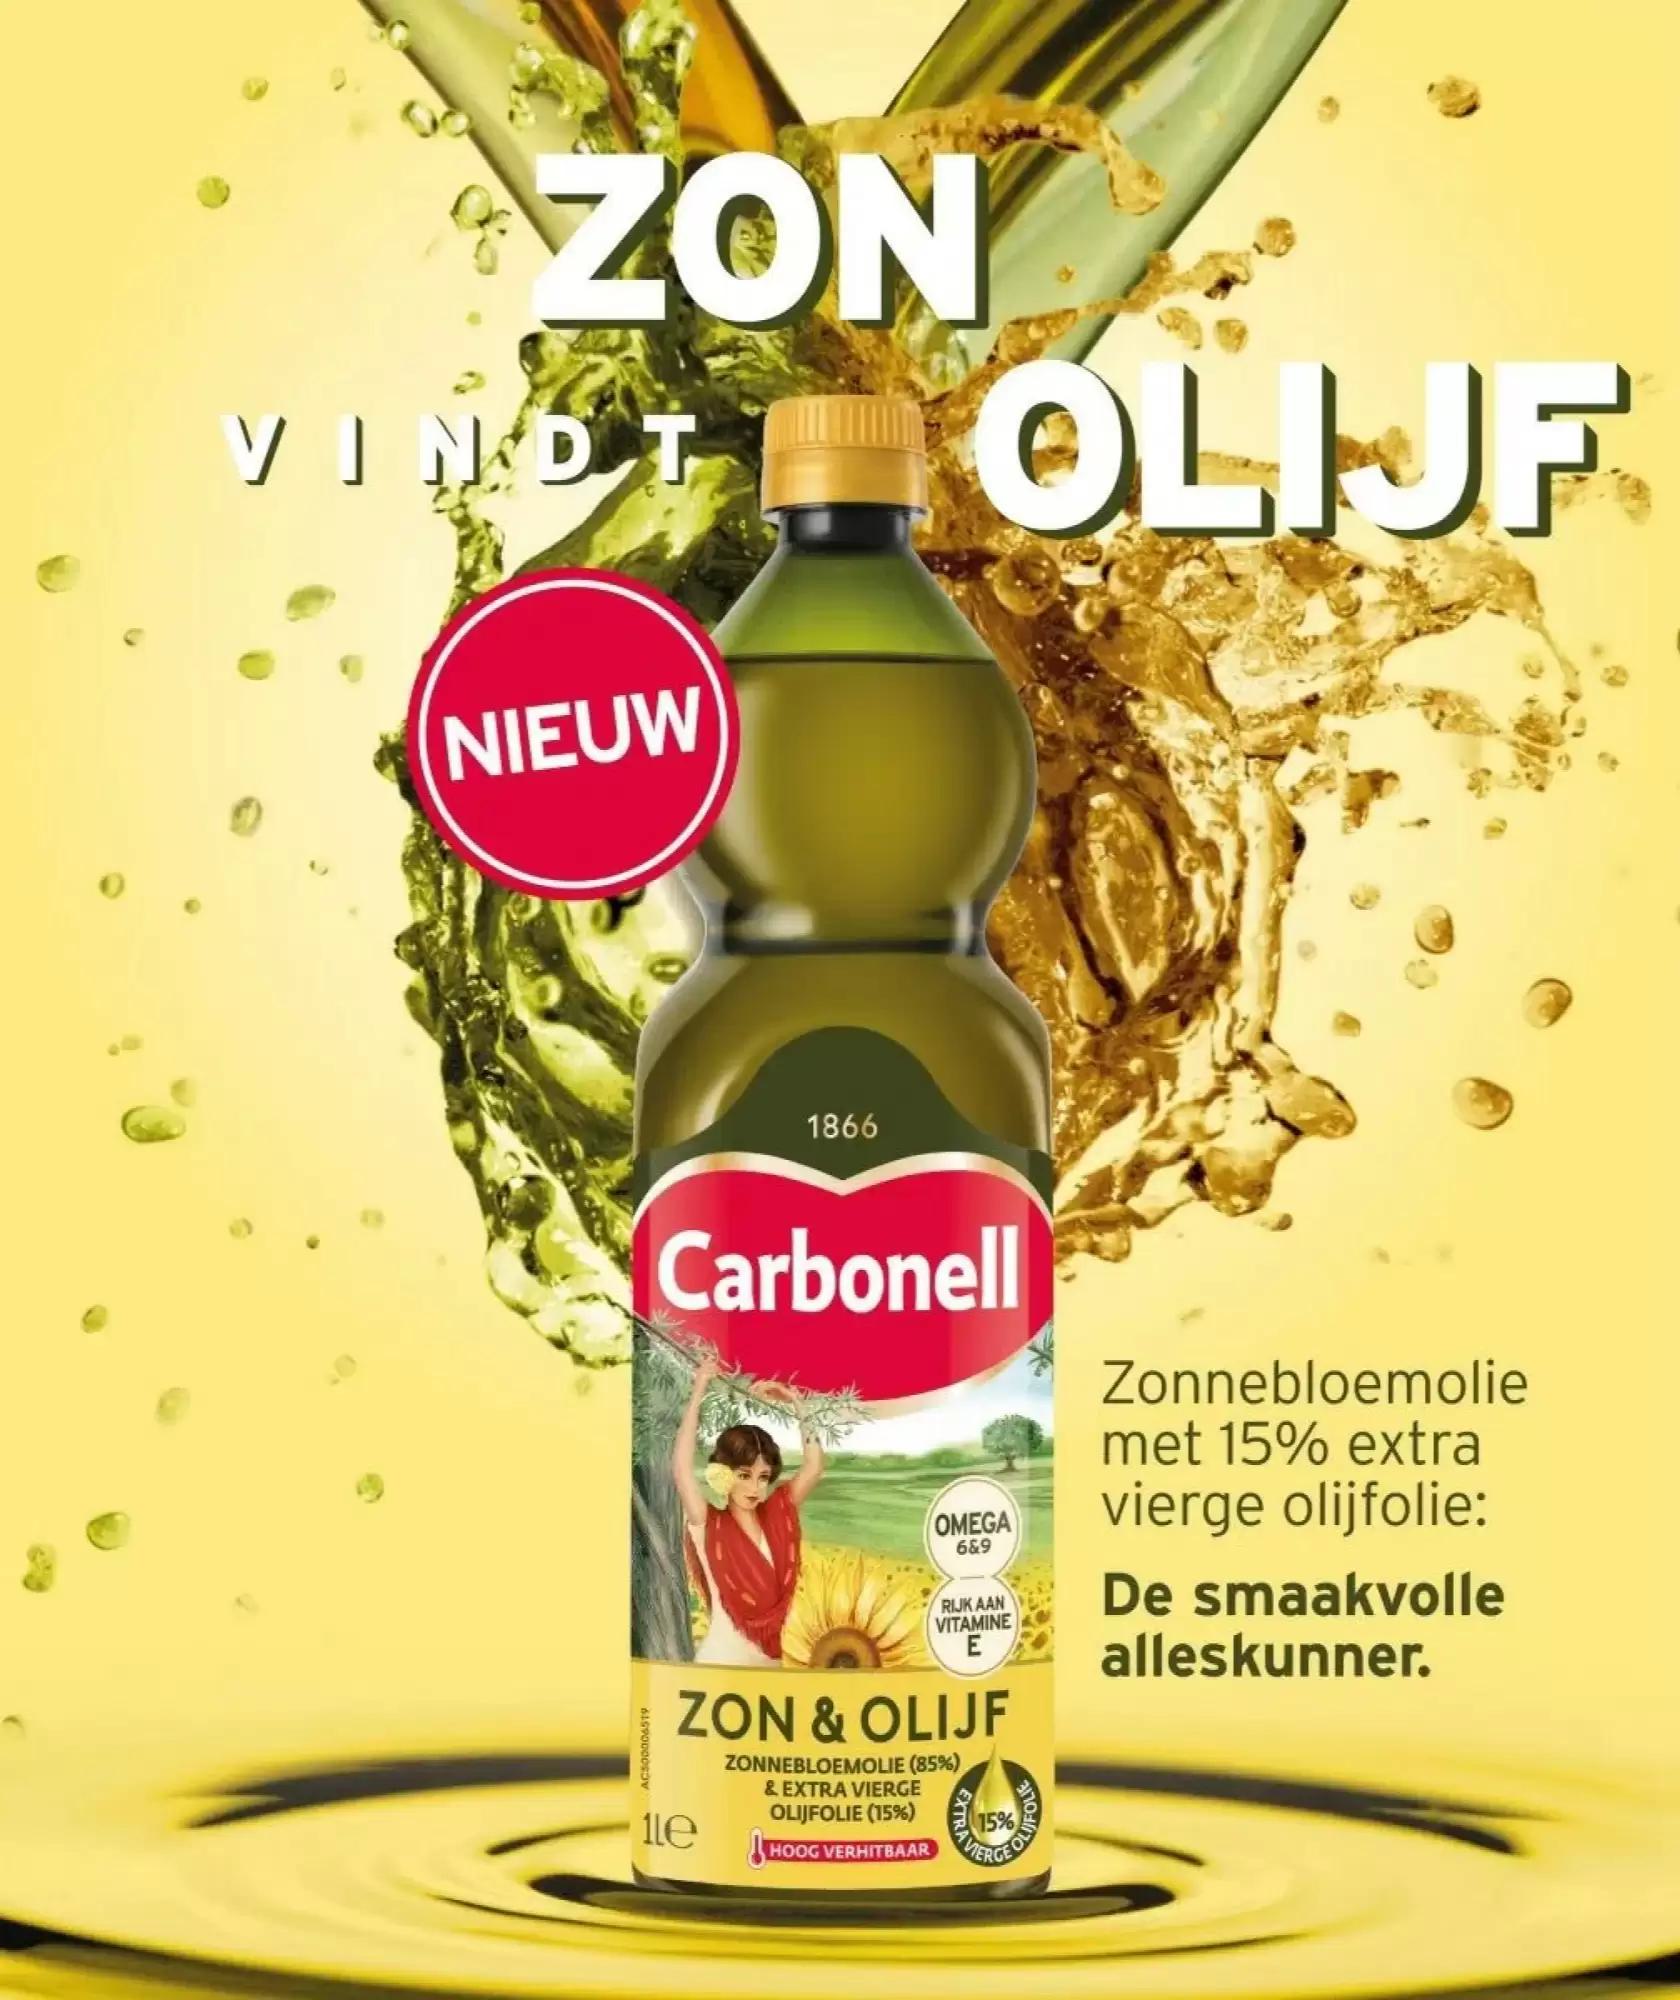 ZON
VINDT OLIJF
NIEUW
1866
Carbonell
OMEGA
6&9
RIJK AAN
VITAMINE
E
ZON & OLIJF
ZONNEBLOEMOLIE (85%)
& EXTRA VIERGE
OLIJFOLIE (15%)
HOOG VERHITBAAR
1L℮
AC500006519
15%
EXTRA VIERGE OLIJFOLIE
Zonnebloemolie
met 15% extra
vierge olijfolie:
De smaakvolle
alleskunner.